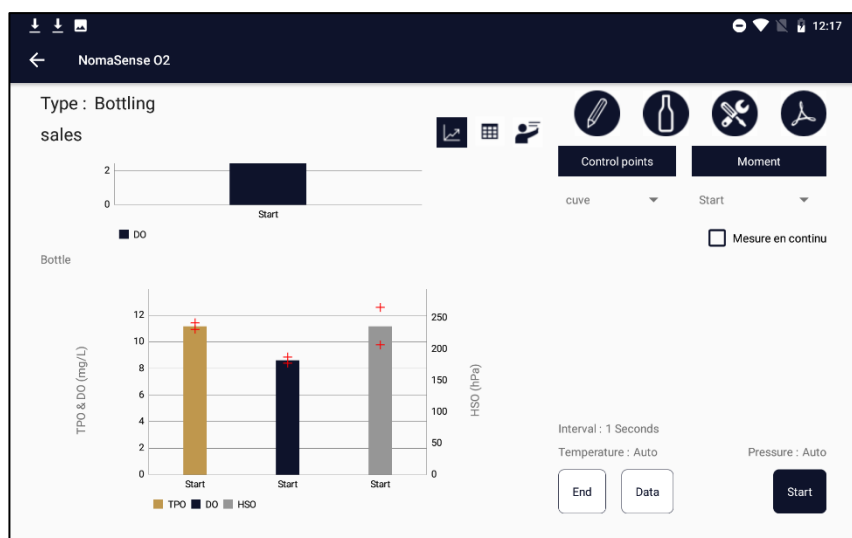 12:17
NomaSense O2
Type : Bottling
sales
2
0
Start
DO
Control points
Moment
cuve
Start
Mesure en continu
Bottle
12
10
8
6
4
2
0
TPO & DO (mg/L)
250
200
150
100
50
0
HSO (hPa)
Start
Start
Start
TPO DO HSO
Interval : 1 Seconds
Temperature : Auto
Pressure : Auto
End
Data
Start